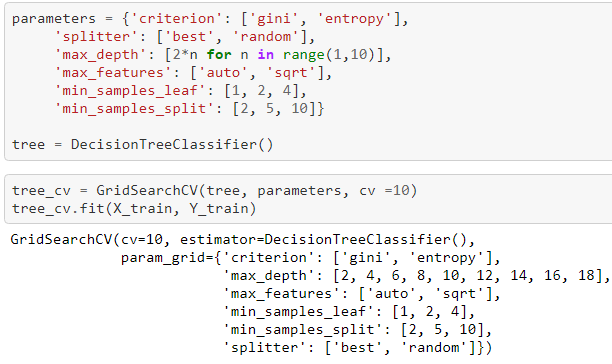 parameters = {'criterion': ['gini', 'entropy'],
     'splitter': ['best', 'random'],
     'max_depth': [2*n for n in range(1,10)],
     'max_features': ['auto', 'sqrt'],
     'min_samples_leaf': [1, 2, 4],
     'min_samples_split': [2, 5, 10]}
tree = DecisionTreeClassifier()
tree_cv = GridSearchCV(tree, parameters, cv =10)
tree_cv.fit(X_train, Y_train)
GridSearchCV(cv=10, estimator=DecisionTreeClassifier(),
             param_grid={'criterion': ['gini', 'entropy'],
                         'max_depth': [2, 4, 6, 8, 10, 12, 14, 16, 18],
                         'max_features': ['auto', 'sqrt'],
                         'min_samples_leaf': [1, 2, 4],
                         'min_samples_split': [2, 5, 10],
                         'splitter': ['best', 'random']})